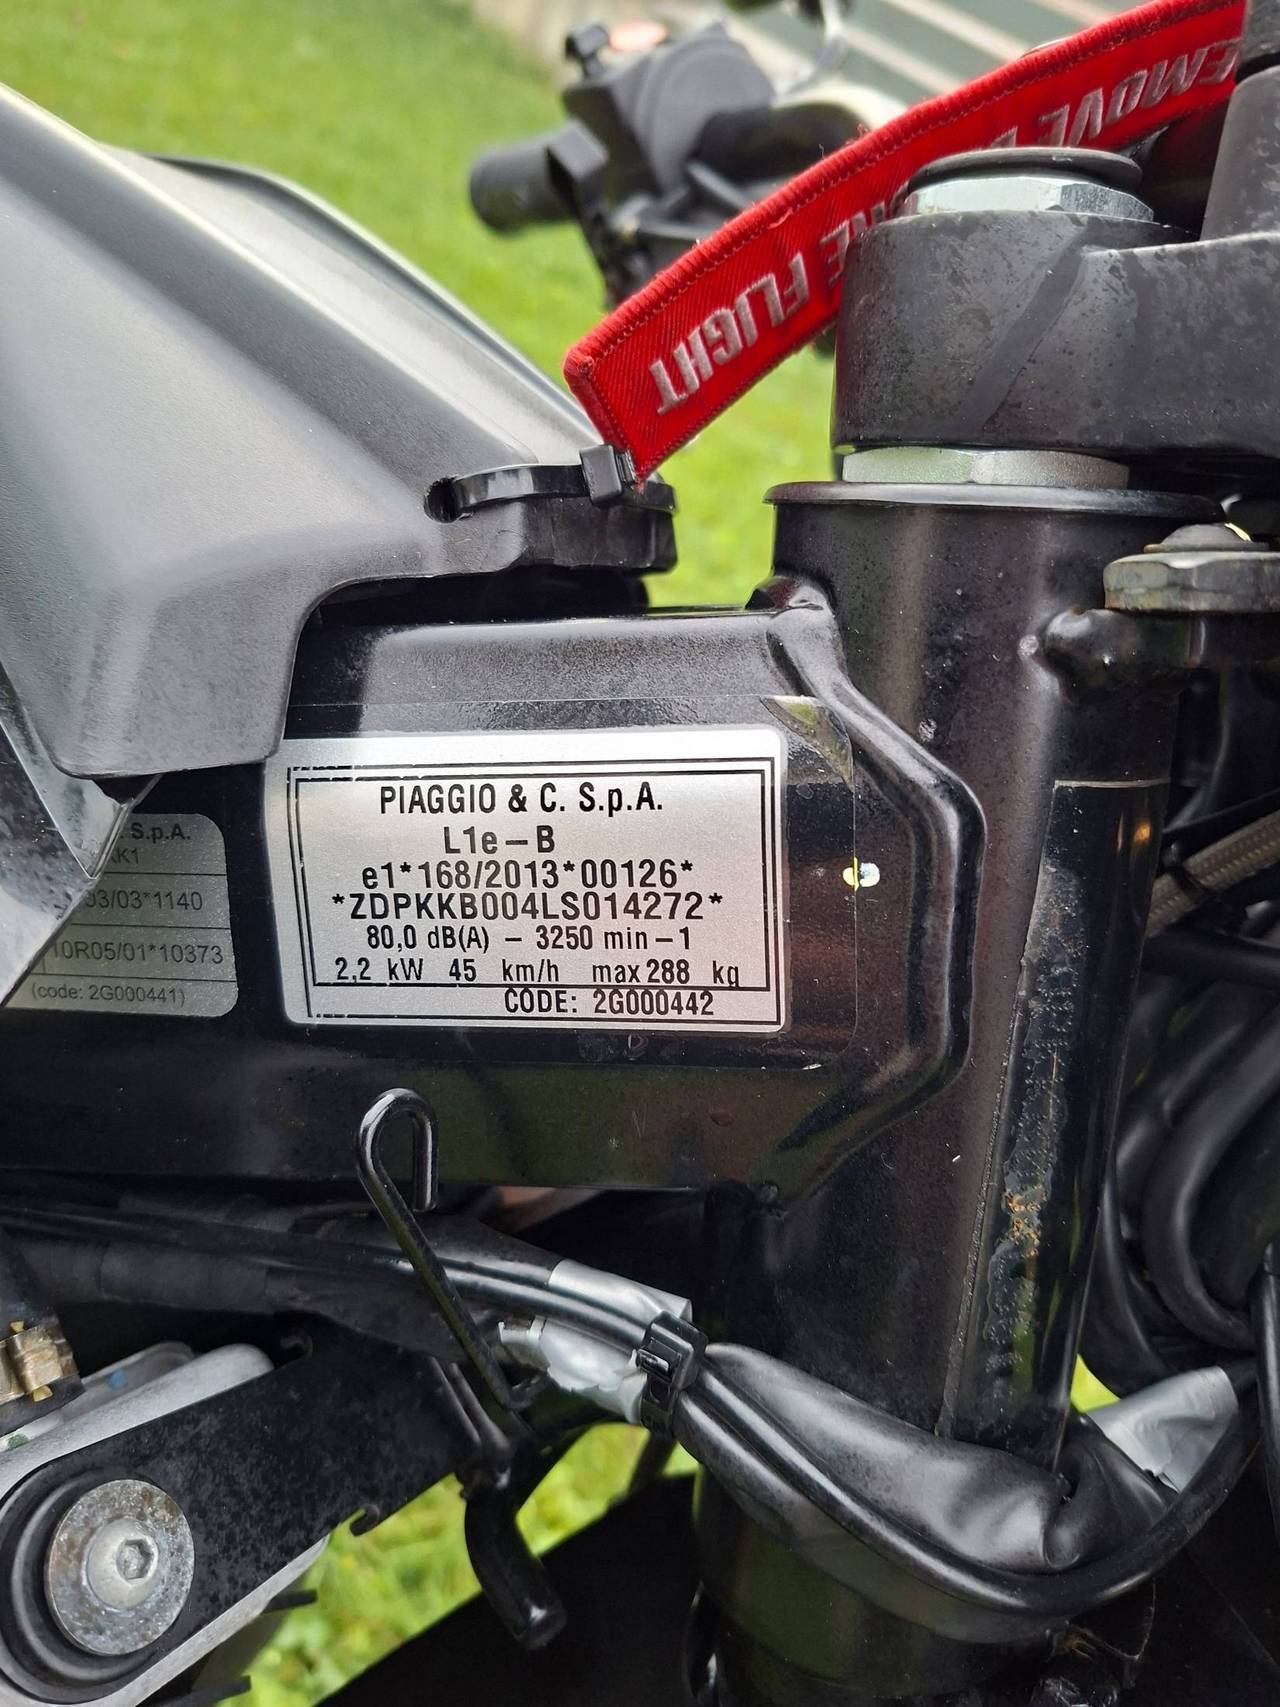 FLIGHT
PIAGGIO & C. S.p.A.
L1e-B
e1*168/2013*00126*
*ZDPKKB004LS014272*
80,0 dB(A) - 3250 min-1
2,2 kW 45 km/h max 288 kg
CODE: 2G000442
S.p.A.
03/03*1140
10R05/01*10373
(code: 2G000441)